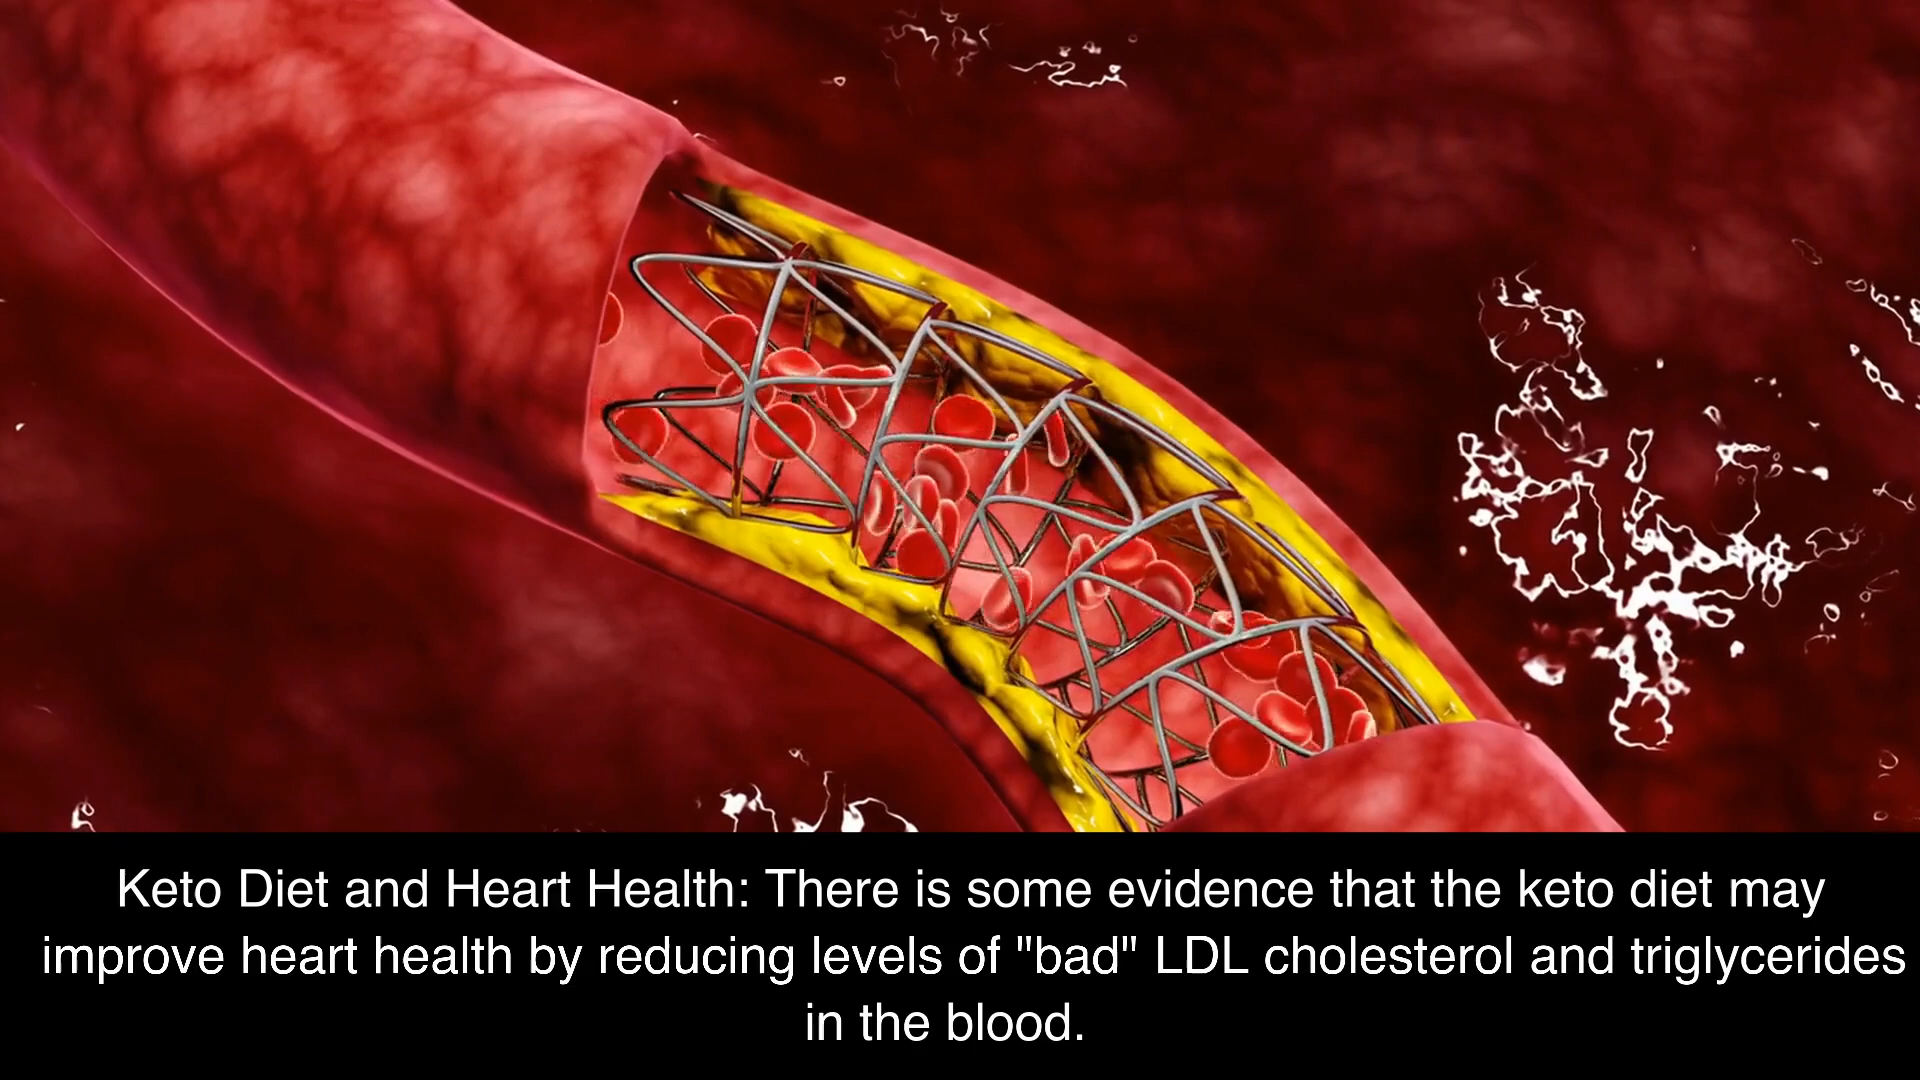 Keto Diet and Heart Health: There is some evidence that the keto diet may
improve heart health by reducing levels of "bad" LDL cholesterol and triglycerides
in the blood.